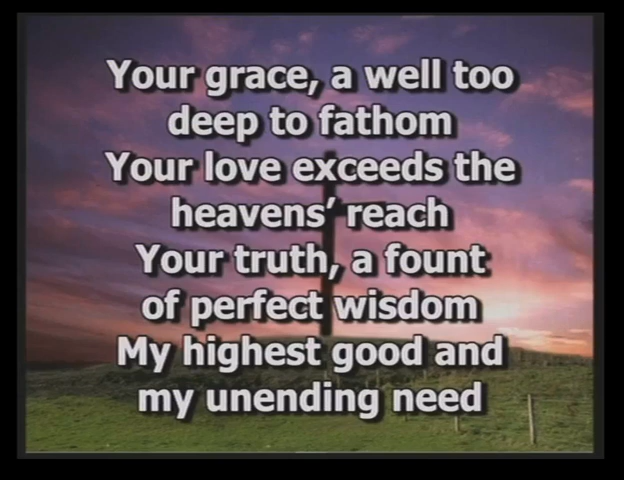 Your grace, a well too
deep to fathom
Your love exceeds the
heavens’ reach
Your truth, a fount
of perfect wisdom
My highest good and
my unending need